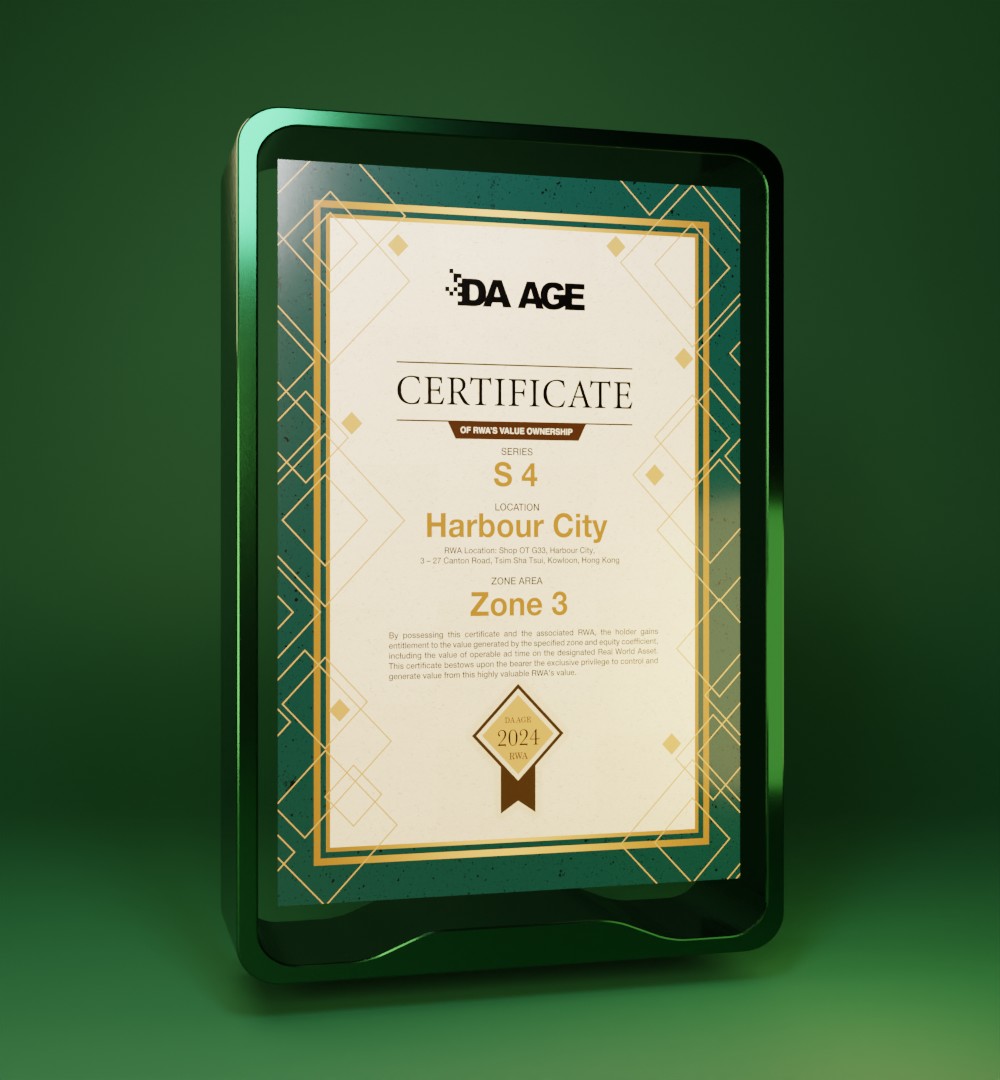 DA AGE
CERTIFICATE
OF RWA'S VALUE OWNERSHIP
SERIES
S 4
LOCATION
Harbour City
RWA Location: Shop OT G33, Harbour City,
3 – 27 Canton Road, Tsim Sha Tsui, Kowloon, Hong Kong
ZONE AREA
Zone 3
By possessing this certificate and the associated RWA, the holder gains
entitlement to the value generated by the specified zone and equity coefficient,
including the value of operable ad time on the designated Real World Asset.
This certificate bestows upon the bearer the exclusive privilege to control and
generate value from this highly valuable RWA's value.
DA AGE
2024
RWA